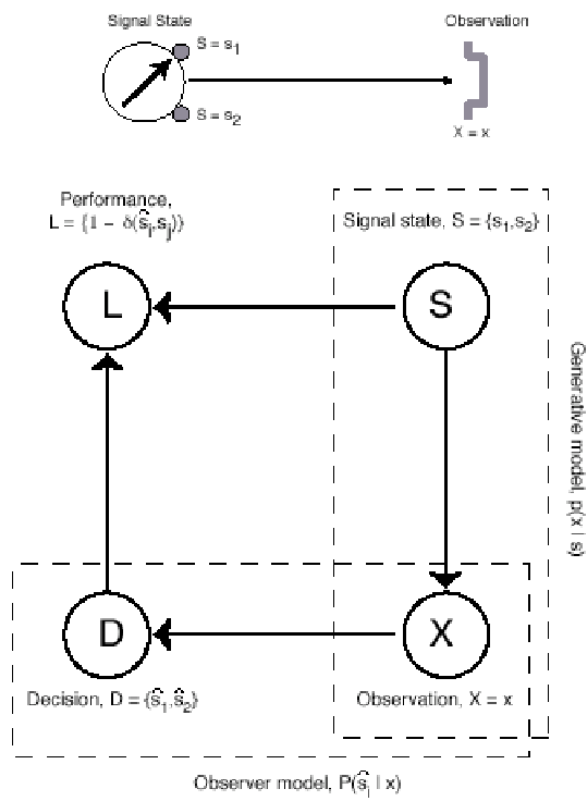 Signal State
Observation
S = s₁
S = s₂
X = x
Performance,
L = {1 − δ(ŝᵢ,sⱼ)}
Signal state, S = {s₁,s₂}
L
S
Generative model, p(x | s)
D
X
Decision, D = {ŝ₁,ŝ₂}
Observation, X = x
Observer model, P(ŝᵢ | x)